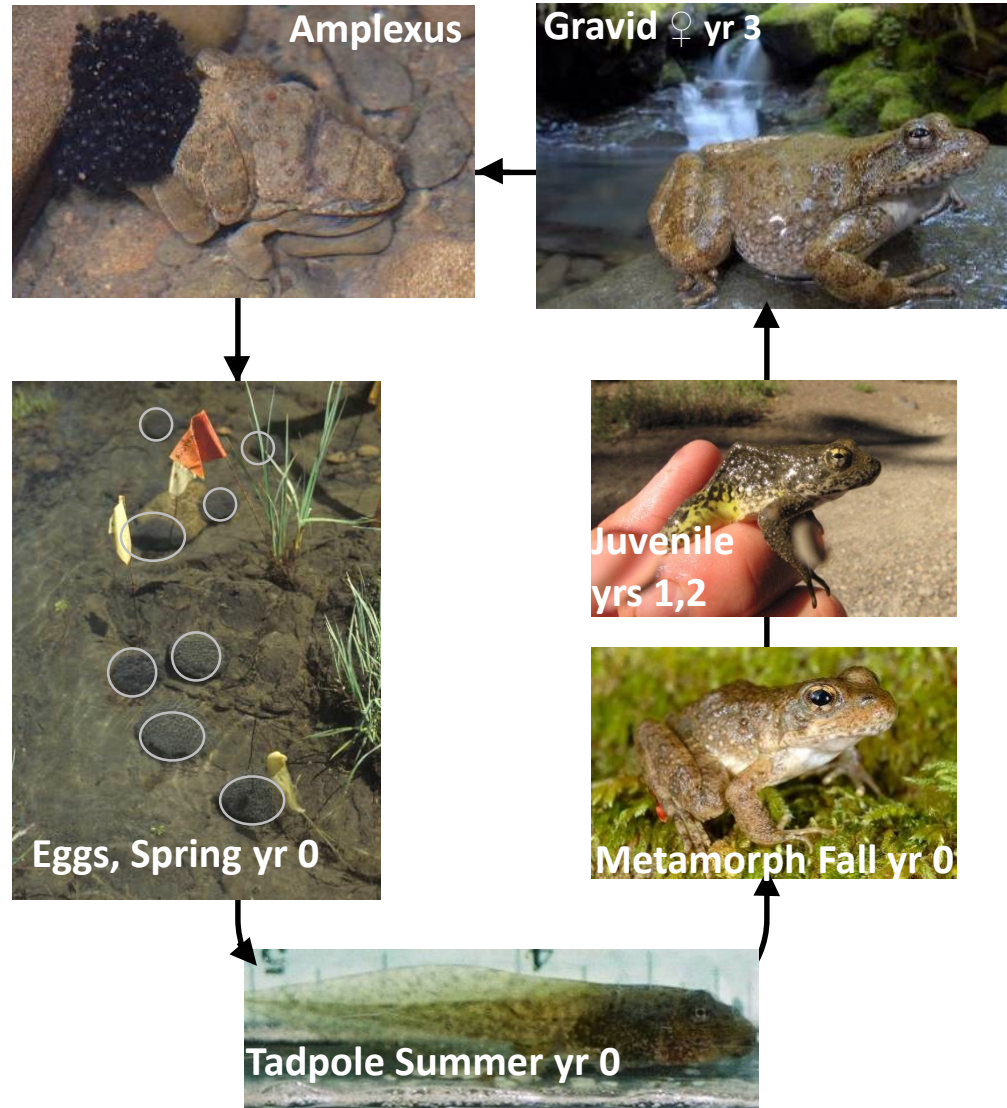 Amplexus
Gravid ♀ yr 3
Juvenile
yrs 1,2
Eggs, Spring yr 0
Metamorph Fall yr 0
Tadpole Summer yr 0